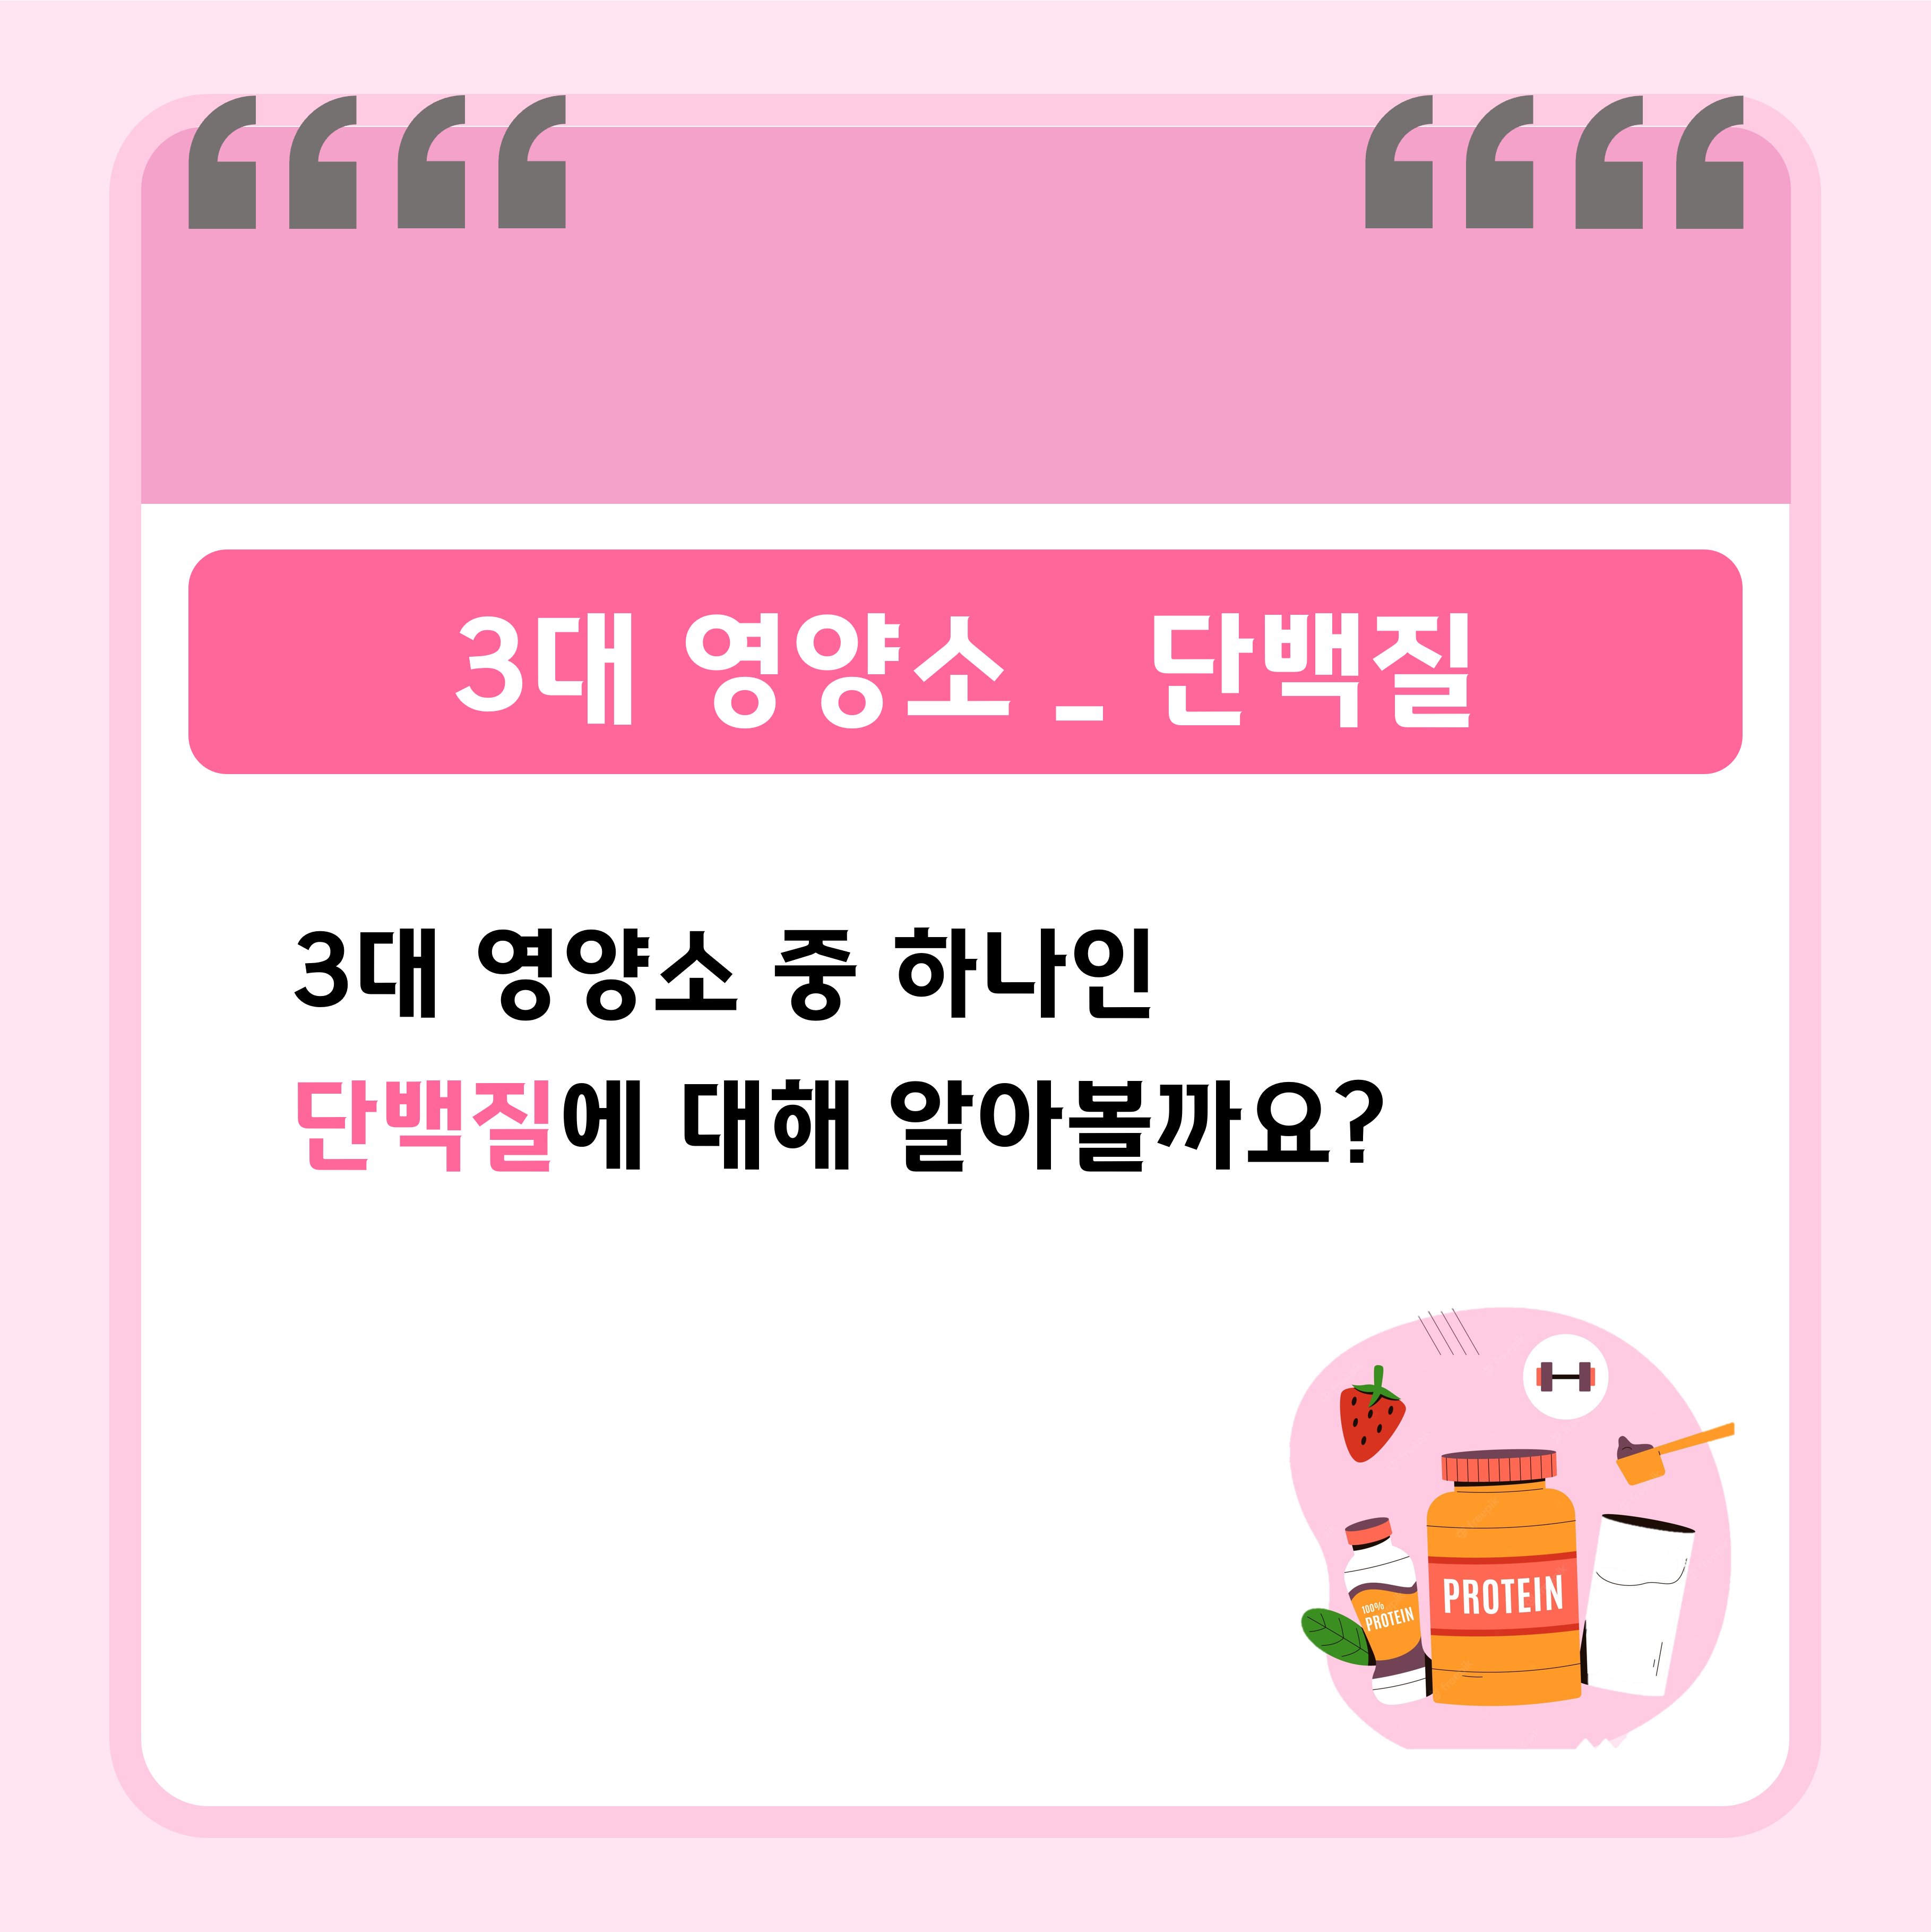 3대 영양소 _ 단백질
3대 영양소 중 하나인
단백질에 대해 알아볼까요?
PROTEIN
100%
PROTEIN